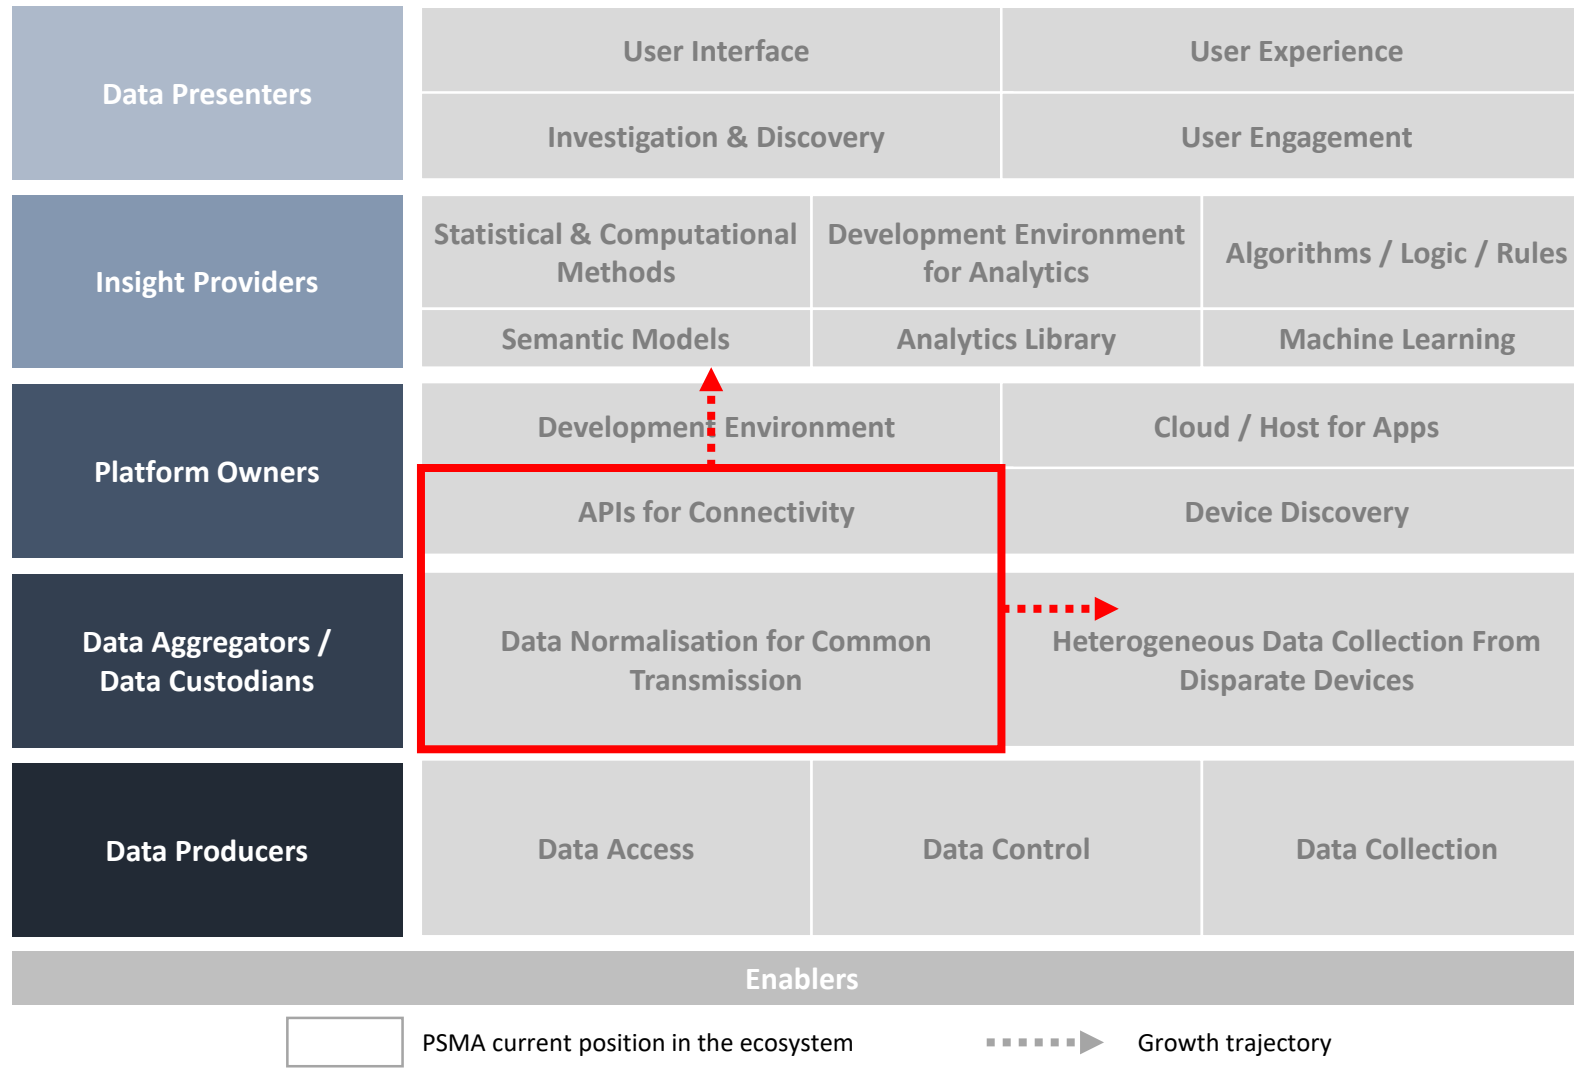 Data Presenters
User Interface
User Experience
Investigation & Discovery
User Engagement
Insight Providers
Statistical & Computational
Methods
Development Environment
for Analytics
Algorithms / Logic / Rules
Semantic Models
Analytics Library
Machine Learning
Platform Owners
Development Environment
Cloud / Host for Apps
APIs for Connectivity
Device Discovery
Data Aggregators /
Data Custodians
Data Normalisation for Common
Transmission
Heterogeneous Data Collection From
Disparate Devices
Data Producers
Data Access
Data Control
Data Collection
Enablers
PSMA current position in the ecosystem
Growth trajectory